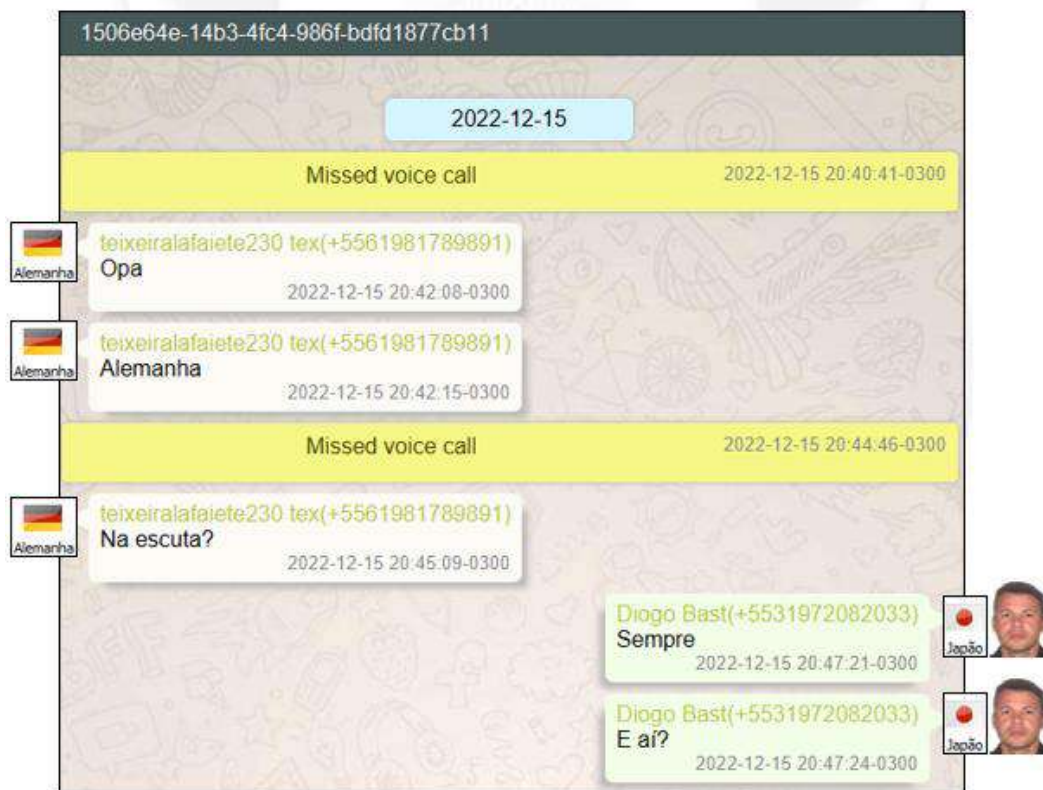 1506e64e-14b3-4fc4-986f-bdfd1877cb11
2022-12-15
Missed voice call 2022-12-15 20:40:41-0300
Alemanha
teixeiralafaiete230 tex(+5561981789891)
Opa
2022-12-15 20:42:08-0300
Alemanha
teixeiralafaiete230 tex(+5561981789891)
Alemanha
2022-12-15 20:42:15-0300
Missed voice call 2022-12-15 20:44:46-0300
Alemanha
teixeiralafaiete230 tex(+5561981789891)
Na escuta?
2022-12-15 20:45:09-0300
Diogo Bast(+5531972082033)
Sempre
2022-12-15 20:47:21-0300
Japão
Diogo Bast(+5531972082033)
E aí?
2022-12-15 20:47:24-0300
Japão